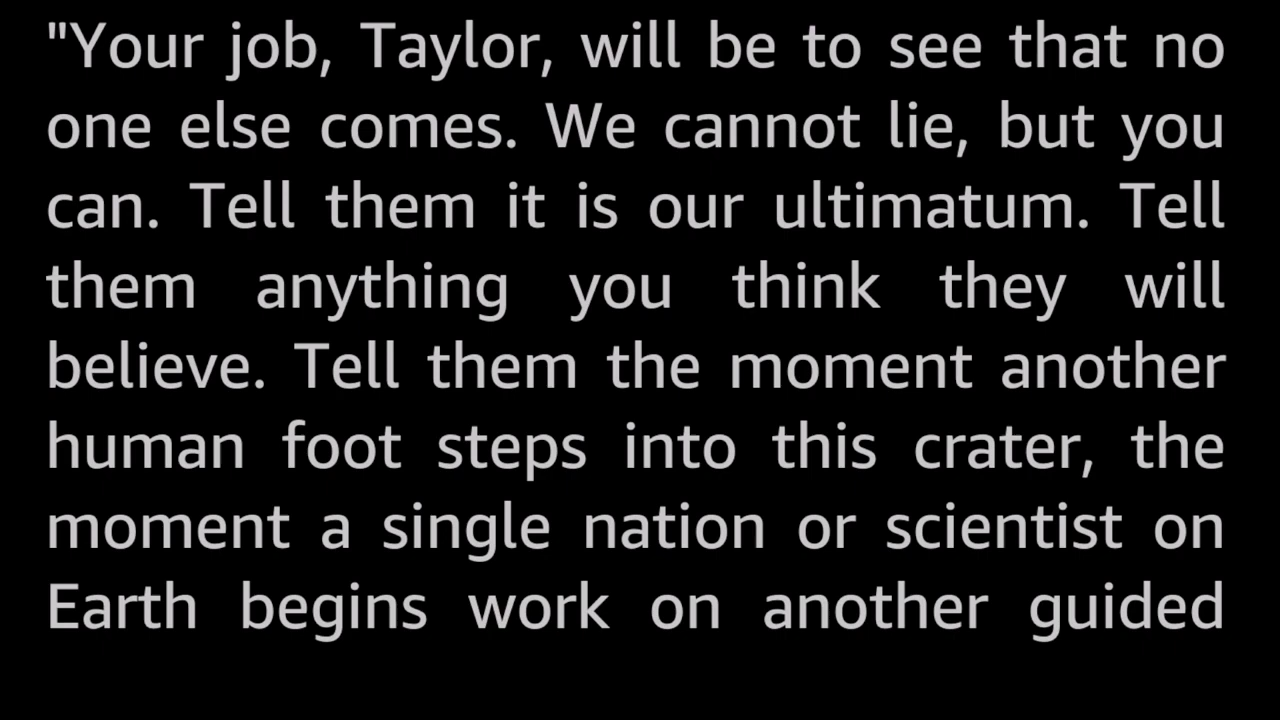 "Your job, Taylor, will be to see that no
one else comes. We cannot lie, but you
can. Tell them it is our ultimatum. Tell
them anything you think they will
believe. Tell them the moment another
human foot steps into this crater, the
moment a single nation or scientist on
Earth begins work on another guided